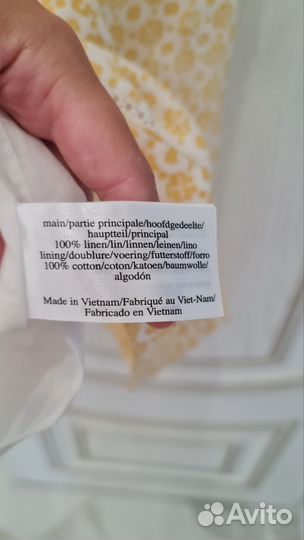 main/partie principale/hoofdgedeelte/
hauptteil/principal
100% linen/lin/linnen/leinen/lino
lining/doublure/voering/futterstoff/forro
100% cotton/coton/katoen/baumwolle/
algodón
Made in Vietnam/Fabriqué au Viet-Nam/
Fabricado en Vietnam
Avito